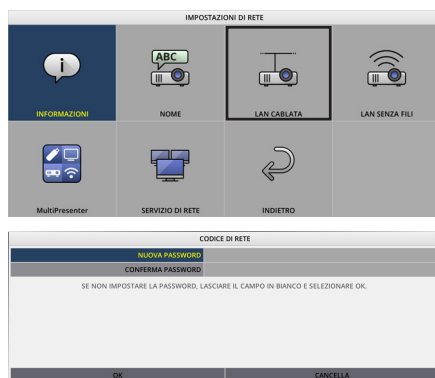 IMPOSTAZIONI DI RETE
ABC
INFORMAZIONI
NOME
LAN CABLATA
LAN SENZA FILI
MultiPresenter
SERVIZIO DI RETE
INDIETRO
CODICE DI RETE
NUOVA PASSWORD
CONFERMA PASSWORD
SE NON IMPOSTARE LA PASSWORD, LASCIARE IL CAMPO IN BIANCO E SELEZIONARE OK.
OK
CANCELLA